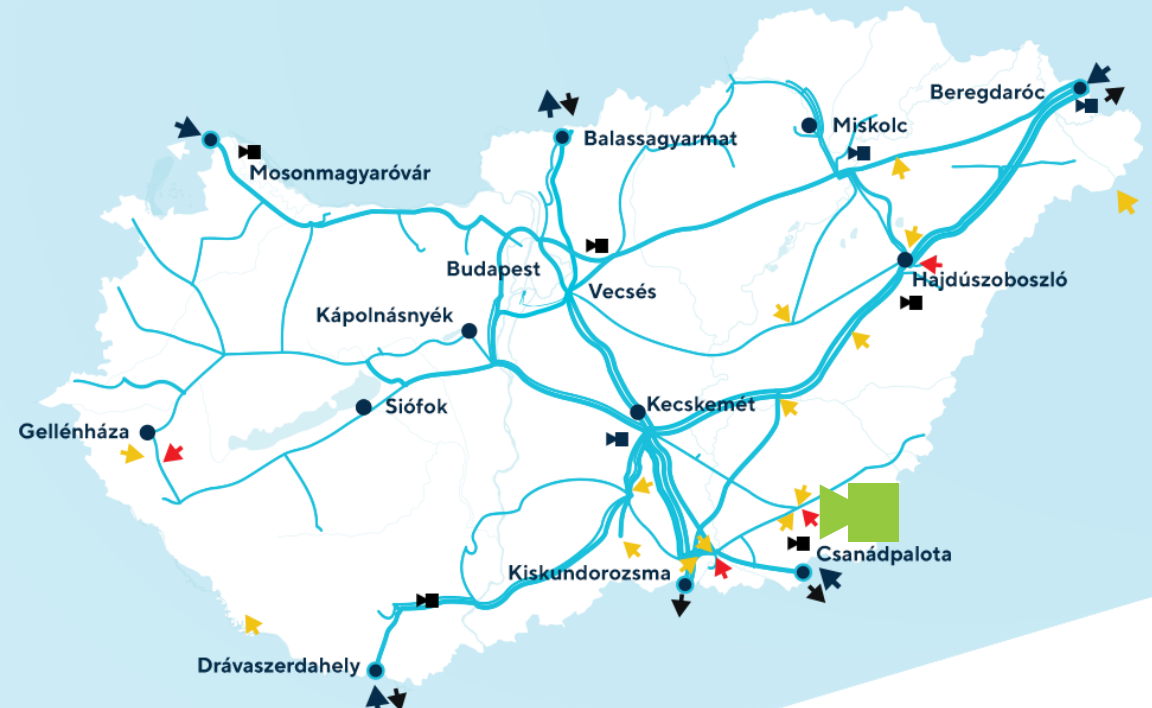 Beregdaróc
Miskolc
Balassagyarmat
Mosonmagyaróvár
Budapest
Hajdúszoboszló
Vecsés
Kápolnásnyék
Siófok
Kecskemét
Gellénháza
Csanádpalota
Kiskundorozsma
Drávaszerdahely